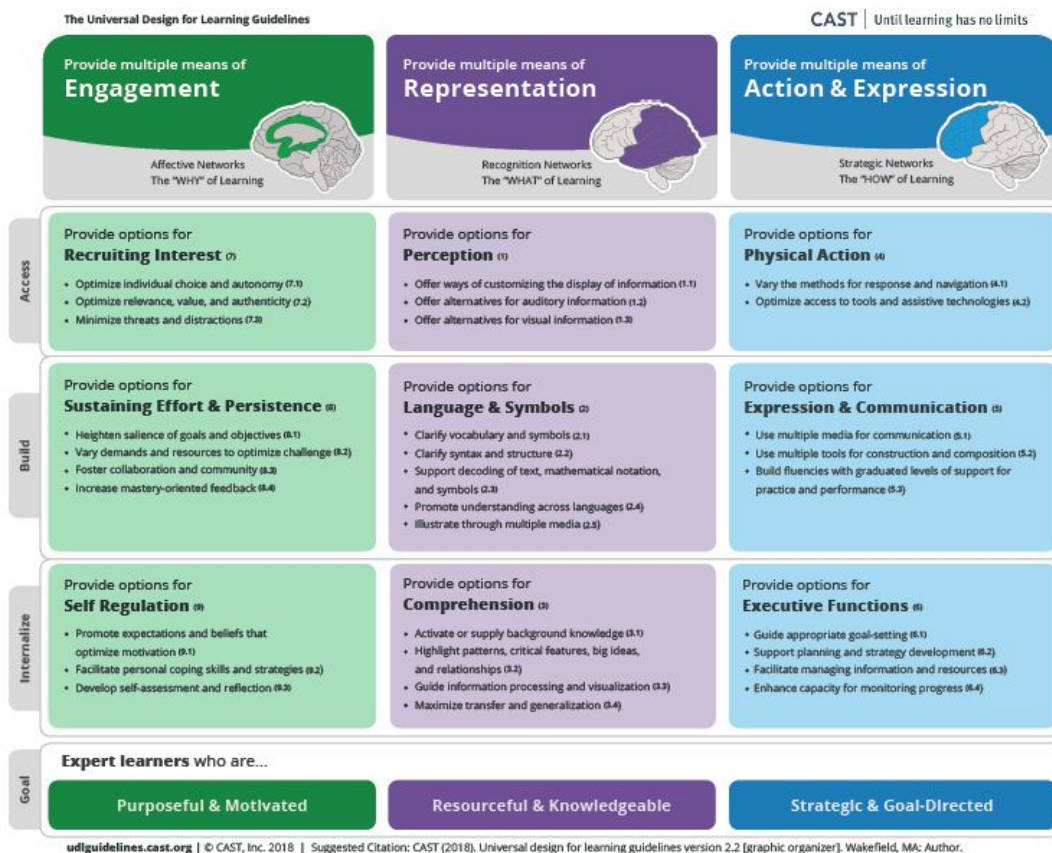 The Universal Design for Learning Guidelines
CAST | Until learning has no limits
Provide multiple means of
Engagement
Affective Networks
The "WHY" of Learning
Provide multiple means of
Representation
Recognition Networks
The "WHAT" of Learning
Provide multiple means of
Action & Expression
Strategic Networks
The "HOW" of Learning
Access
Provide options for
Recruiting Interest (7)
• Optimize individual choice and autonomy (7.1)
• Optimize relevance, value, and authenticity (7.2)
• Minimize threats and distractions (7.3)
Provide options for
Perception (1)
• Offer ways of customizing the display of information (1.1)
• Offer alternatives for auditory information (1.2)
• Offer alternatives for visual information (1.3)
Provide options for
Physical Action (4)
• Vary the methods for response and navigation (4.1)
• Optimize access to tools and assistive technologies (4.2)
Build
Provide options for
Sustaining Effort & Persistence (8)
• Heighten salience of goals and objectives (8.1)
• Vary demands and resources to optimize challenge (8.2)
• Foster collaboration and community (8.3)
• Increase mastery-oriented feedback (8.4)
Provide options for
Language & Symbols (2)
• Clarify vocabulary and symbols (2.1)
• Clarify syntax and structure (2.2)
• Support decoding of text, mathematical notation,
and symbols (2.3)
• Promote understanding across languages (2.4)
• Illustrate through multiple media (2.5)
Provide options for
Expression & Communication (5)
• Use multiple media for communication (5.1)
• Use multiple tools for construction and composition (5.2)
• Build fluencies with graduated levels of support for
practice and performance (5.3)
Internalize
Provide options for
Self Regulation (9)
• Promote expectations and beliefs that
optimize motivation (9.1)
• Facilitate personal coping skills and strategies (9.2)
• Develop self-assessment and reflection (9.3)
Provide options for
Comprehension (3)
• Activate or supply background knowledge (3.1)
• Highlight patterns, critical features, big ideas,
and relationships (3.2)
• Guide information processing and visualization (3.3)
• Maximize transfer and generalization (3.4)
Provide options for
Executive Functions (6)
• Guide appropriate goal-setting (6.1)
• Support planning and strategy development (6.2)
• Facilitate managing information and resources (6.3)
• Enhance capacity for monitoring progress (6.4)
Goal
Expert learners who are...
Purposeful & Motivated
Resourceful & Knowledgeable
Strategic & Goal-Directed
udlguidelines.cast.org | © CAST, Inc. 2018 | Suggested Citation: CAST (2018). Universal design for learning guidelines version 2.2 [graphic organizer]. Wakefield, MA: Author.